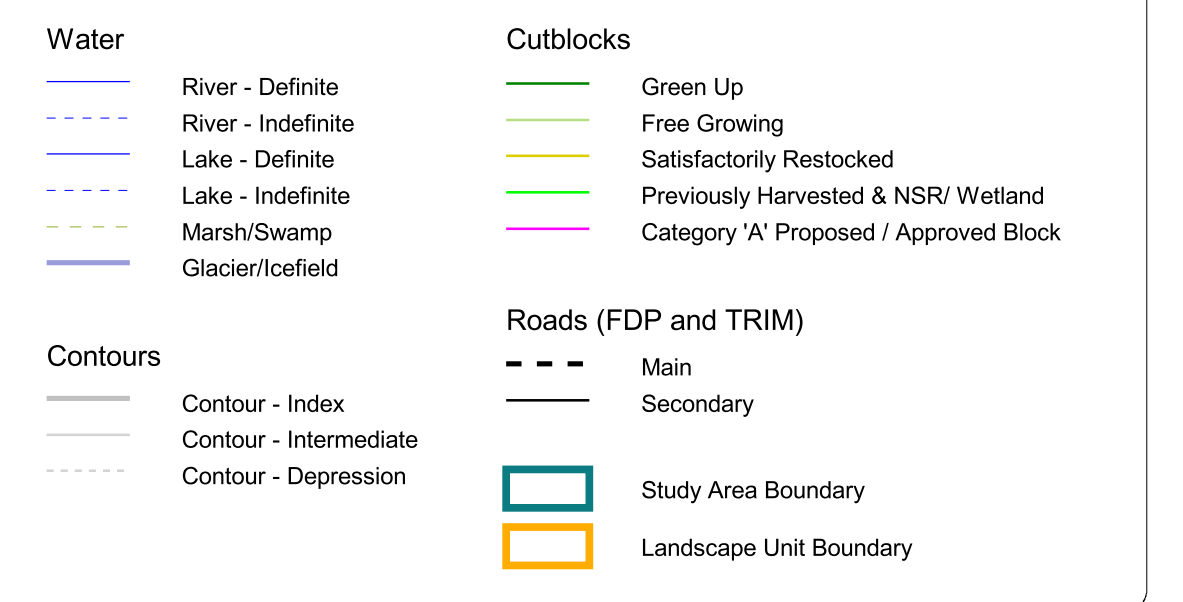 Water
River - Definite
River - Indefinite
Lake - Definite
Lake - Indefinite
Marsh/Swamp
Glacier/Icefield
Contours
Contour - Index
Contour - Intermediate
Contour - Depression
Cutblocks
Green Up
Free Growing
Satisfactorily Restocked
Previously Harvested & NSR/ Wetland
Category 'A' Proposed / Approved Block
Roads (FDP and TRIM)
Main
Secondary
Study Area Boundary
Landscape Unit Boundary